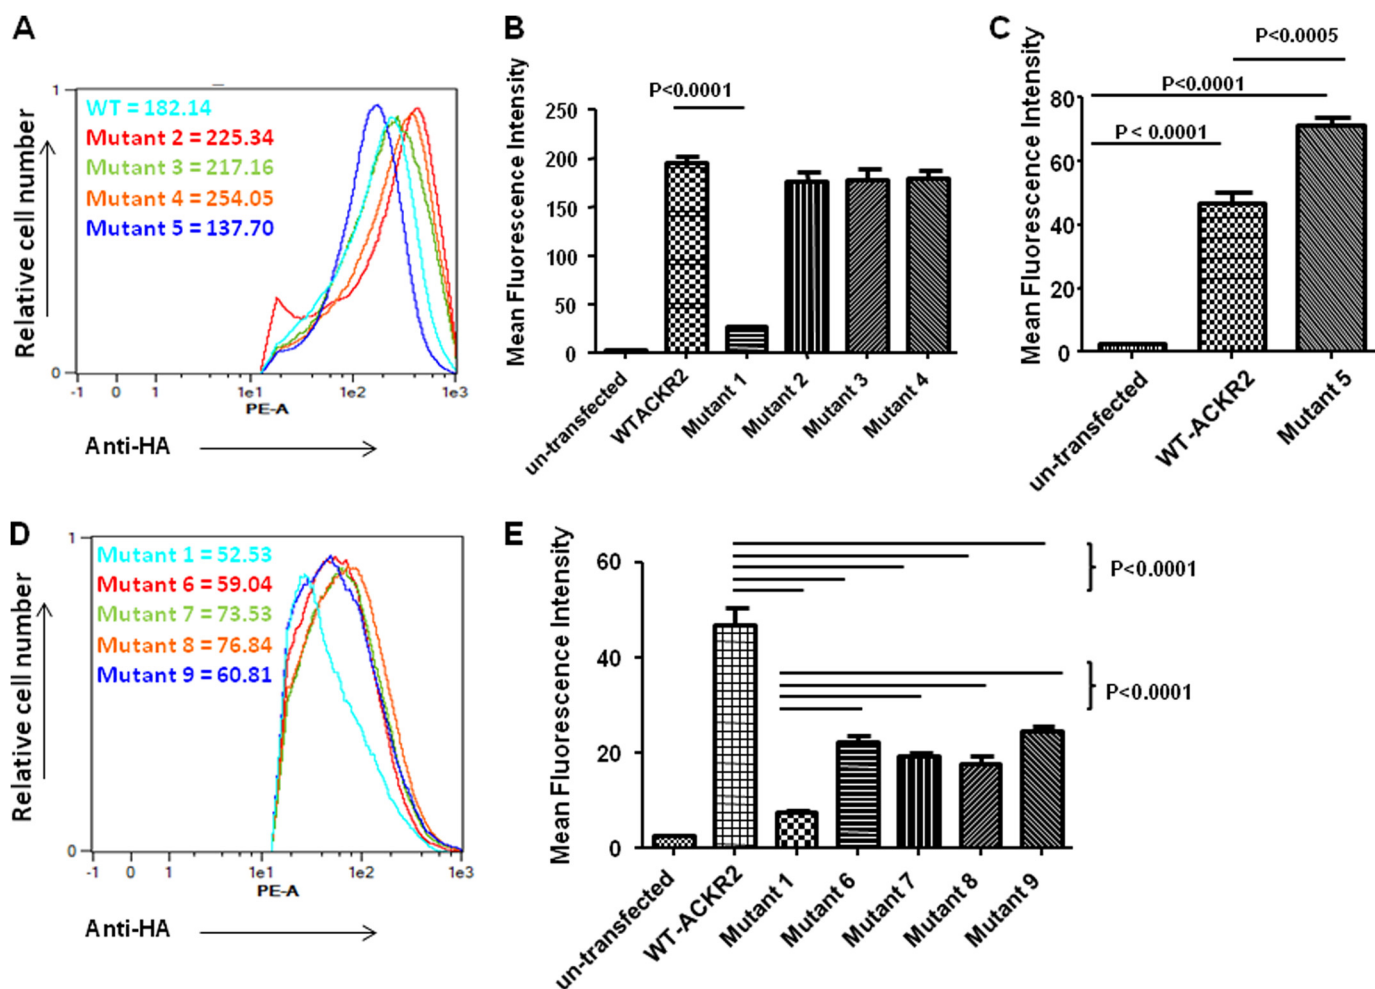 A
Relative cell number
1
0
WT = 182.14
Mutant 2 = 225.34
Mutant 3 = 217.16
Mutant 4 = 254.05
Mutant 5 = 137.70
-1 0 1 1e1 1e2 1e3
PE-A
Anti-HA
B
Mean Fluorescence Intensity
P<0.0001
250
200
150
100
50
0
un-transfected
WTACKR2
Mutant 1
Mutant 2
Mutant 3
Mutant 4
C
Mean Fluorescence Intensity
P<0.0005
P<0.0001
P< 0.0001
80
60
40
20
0
un-transfected
WT-ACKR2
Mutant 5
D
Relative cell number
1
0
Mutant 1 = 52.53
Mutant 6 = 59.04
Mutant 7 = 73.53
Mutant 8 = 76.84
Mutant 9 = 60.81
-1 0 1 1e1 1e2 1e3
PE-A
Anti-HA
E
Mean Fluorescence Intensity
60
40
20
0
P<0.0001
P<0.0001
un-transfected
WT-ACKR2
Mutant 1
Mutant 6
Mutant 7
Mutant 8
Mutant 9